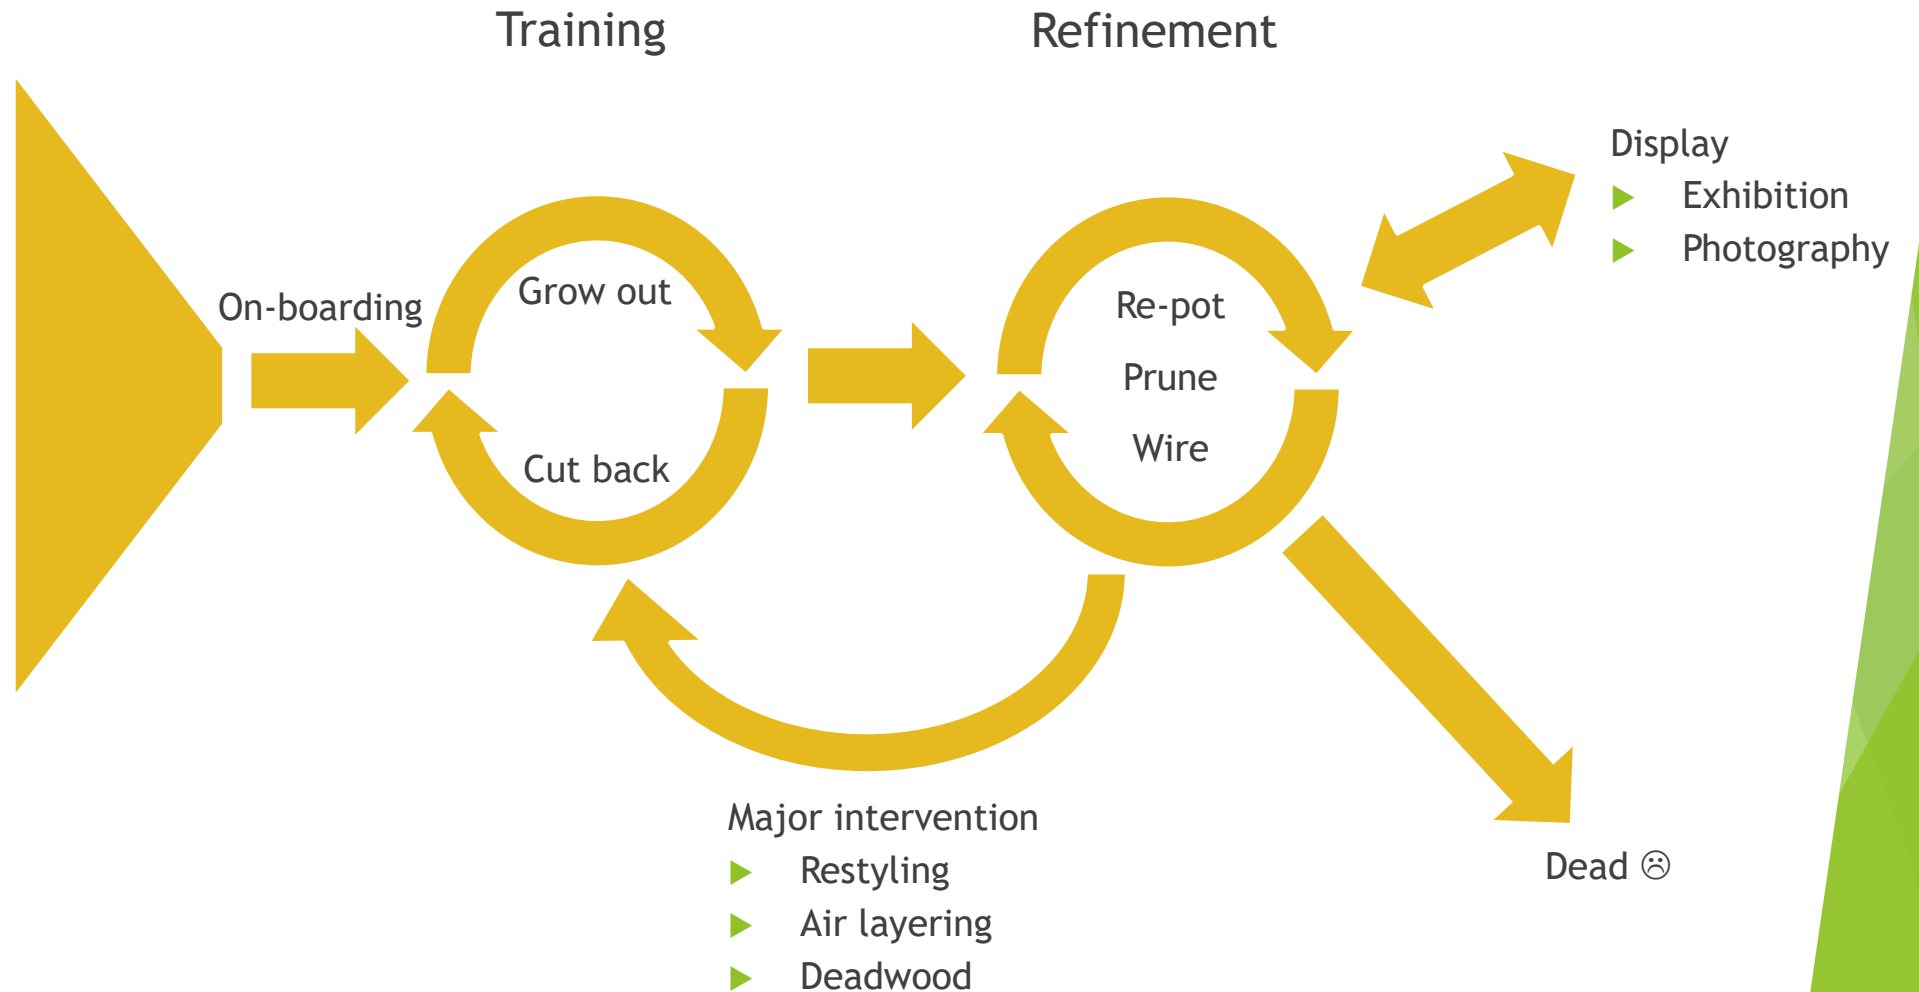 Training
Refinement
On-boarding
Grow out
Cut back
Re-pot
Prune
Wire
Display
Exhibition
Photography
Major intervention
Restyling
Air layering
Deadwood
Dead ☹